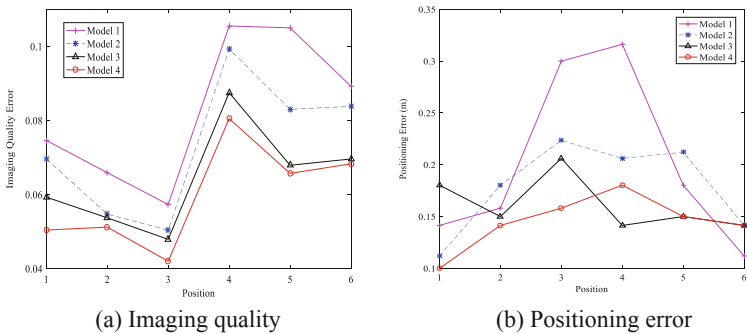 Model 1
Model 2
Model 3
Model 4
0.1
0.08
0.06
0.04
Imaging Quality Error
1 2 3 4 5 6
Position
(a) Imaging quality
Model 1
Model 2
Model 3
Model 4
0.35
0.3
0.25
0.2
0.15
0.1
Positioning Error (m)
1 2 3 4 5 6
Position
(b) Positioning error